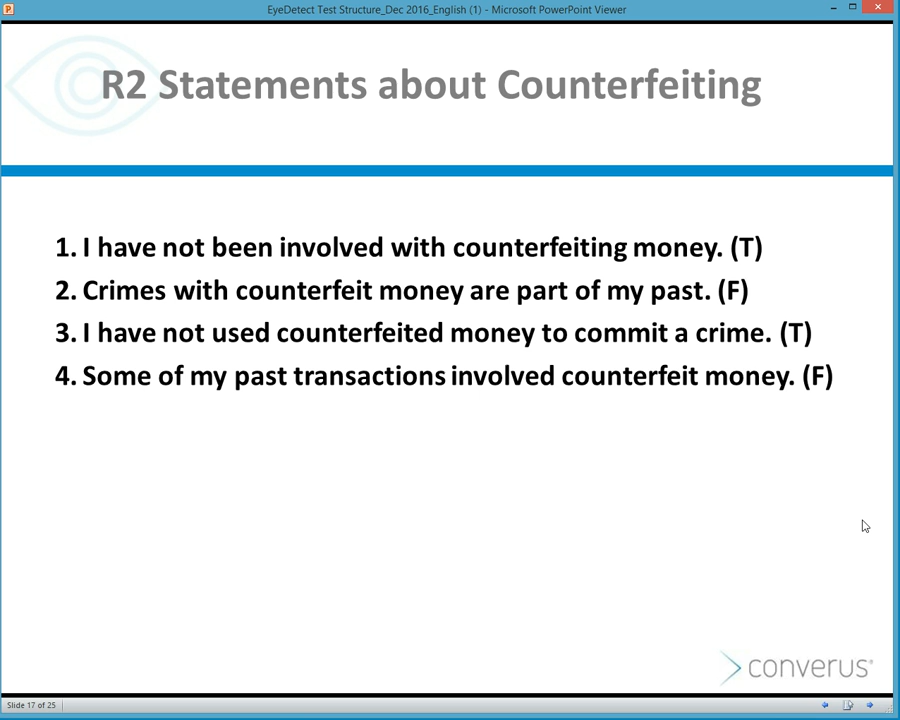 EyeDetect Test Structure_Dec 2016_English (1) - Microsoft PowerPoint Viewer
R2 Statements about Counterfeiting
1. I have not been involved with counterfeiting money. (T)
2. Crimes with counterfeit money are part of my past. (F)
3. I have not used counterfeited money to commit a crime. (T)
4. Some of my past transactions involved counterfeit money. (F)
converus®
Slide 17 of 25